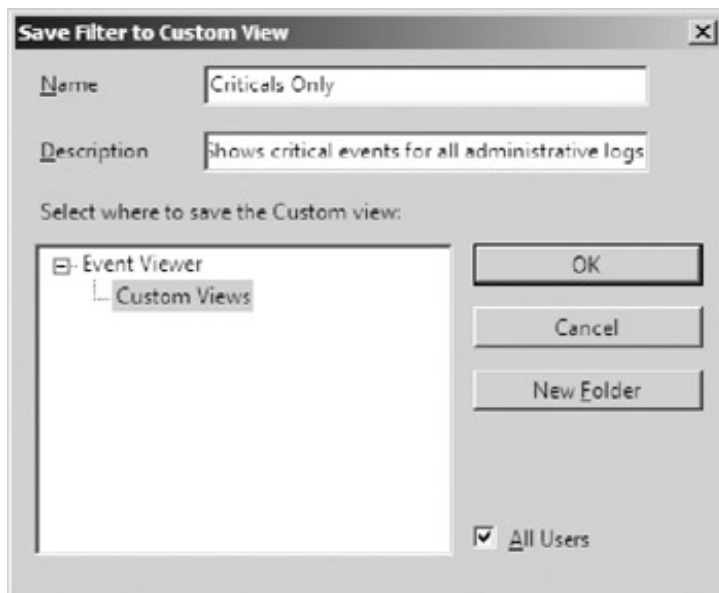 Save Filter to Custom View
Name
Criticals Only
Description
Shows critical events for all administrative logs
Select where to save the Custom view:
Event Viewer
Custom Views
OK
Cancel
New Folder
All Users